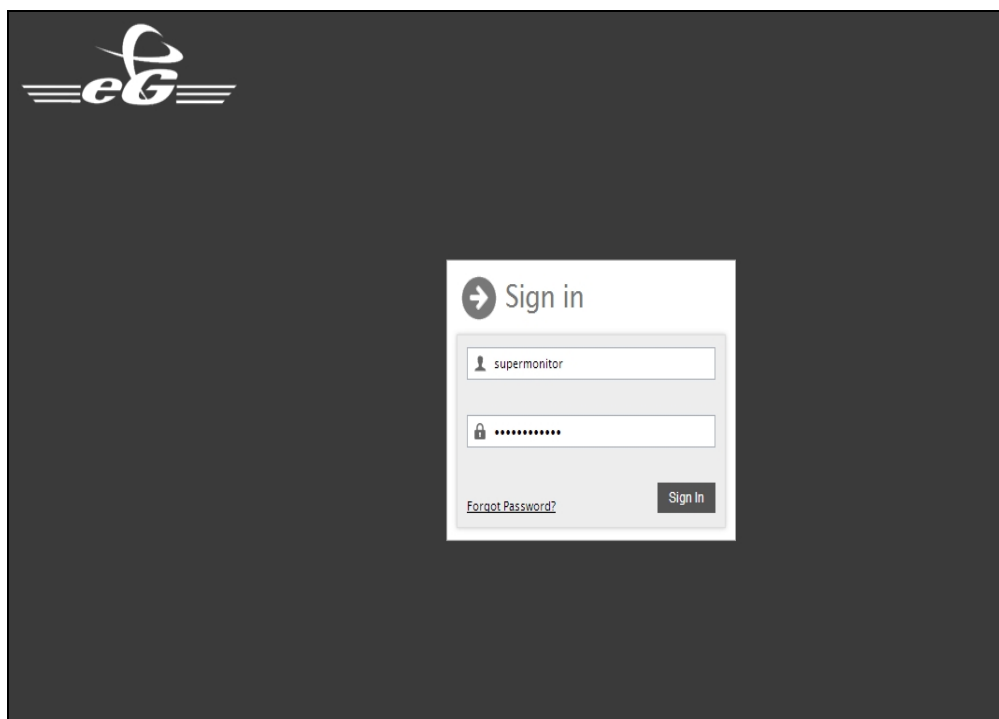 eG
Sign in
supermonitor
••••••••••••
Forgot Password?
Sign In